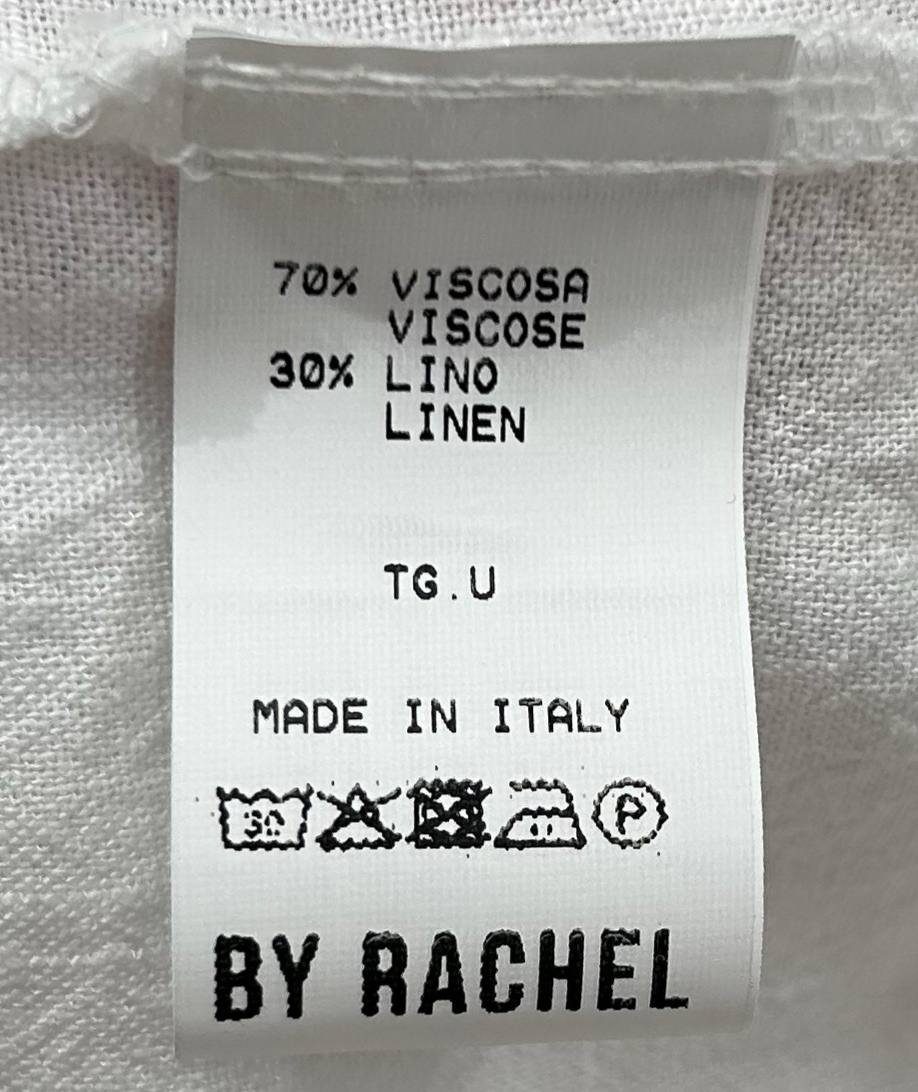 70% VISCOSA
VISCOSE
30% LINO
LINEN
TG.U
MADE IN ITALY
30 P
BY RACHEL